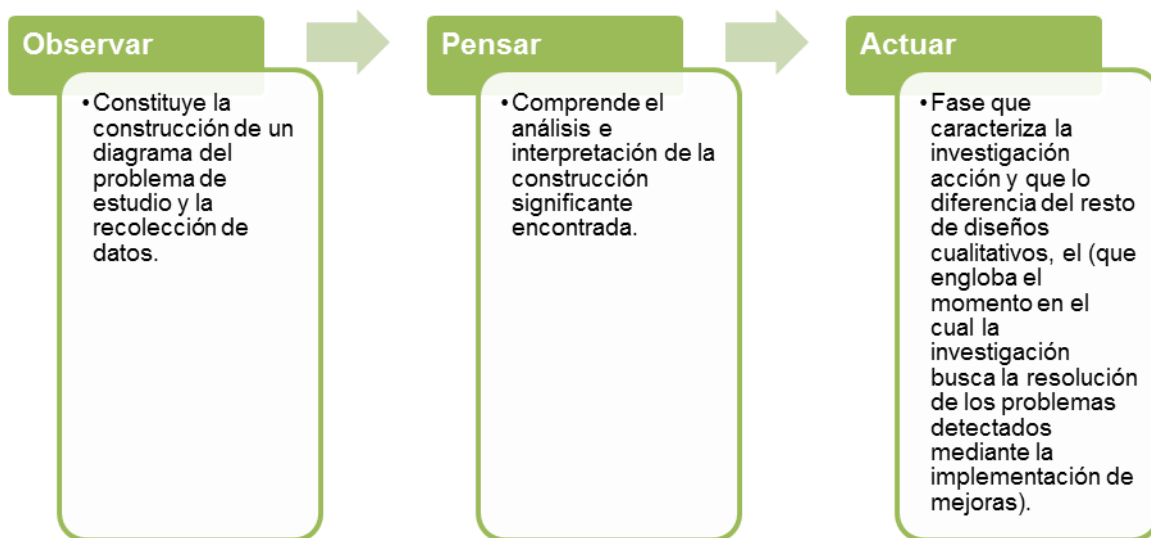 Observar
•Constituye la
construcción de un
diagrama del
problema de
estudio y la
recolección de
datos.
Pensar
•Comprende el
análisis e
interpretación de la
construcción
significante
encontrada.
Actuar
•Fase que
caracteriza la
investigación
acción y que lo
diferencia del resto
de diseños
cualitativos, el (que
engloba el
momento en el
cual la
investigación
busca la resolución
de los problemas
detectados
mediante la
implementación de
mejoras).